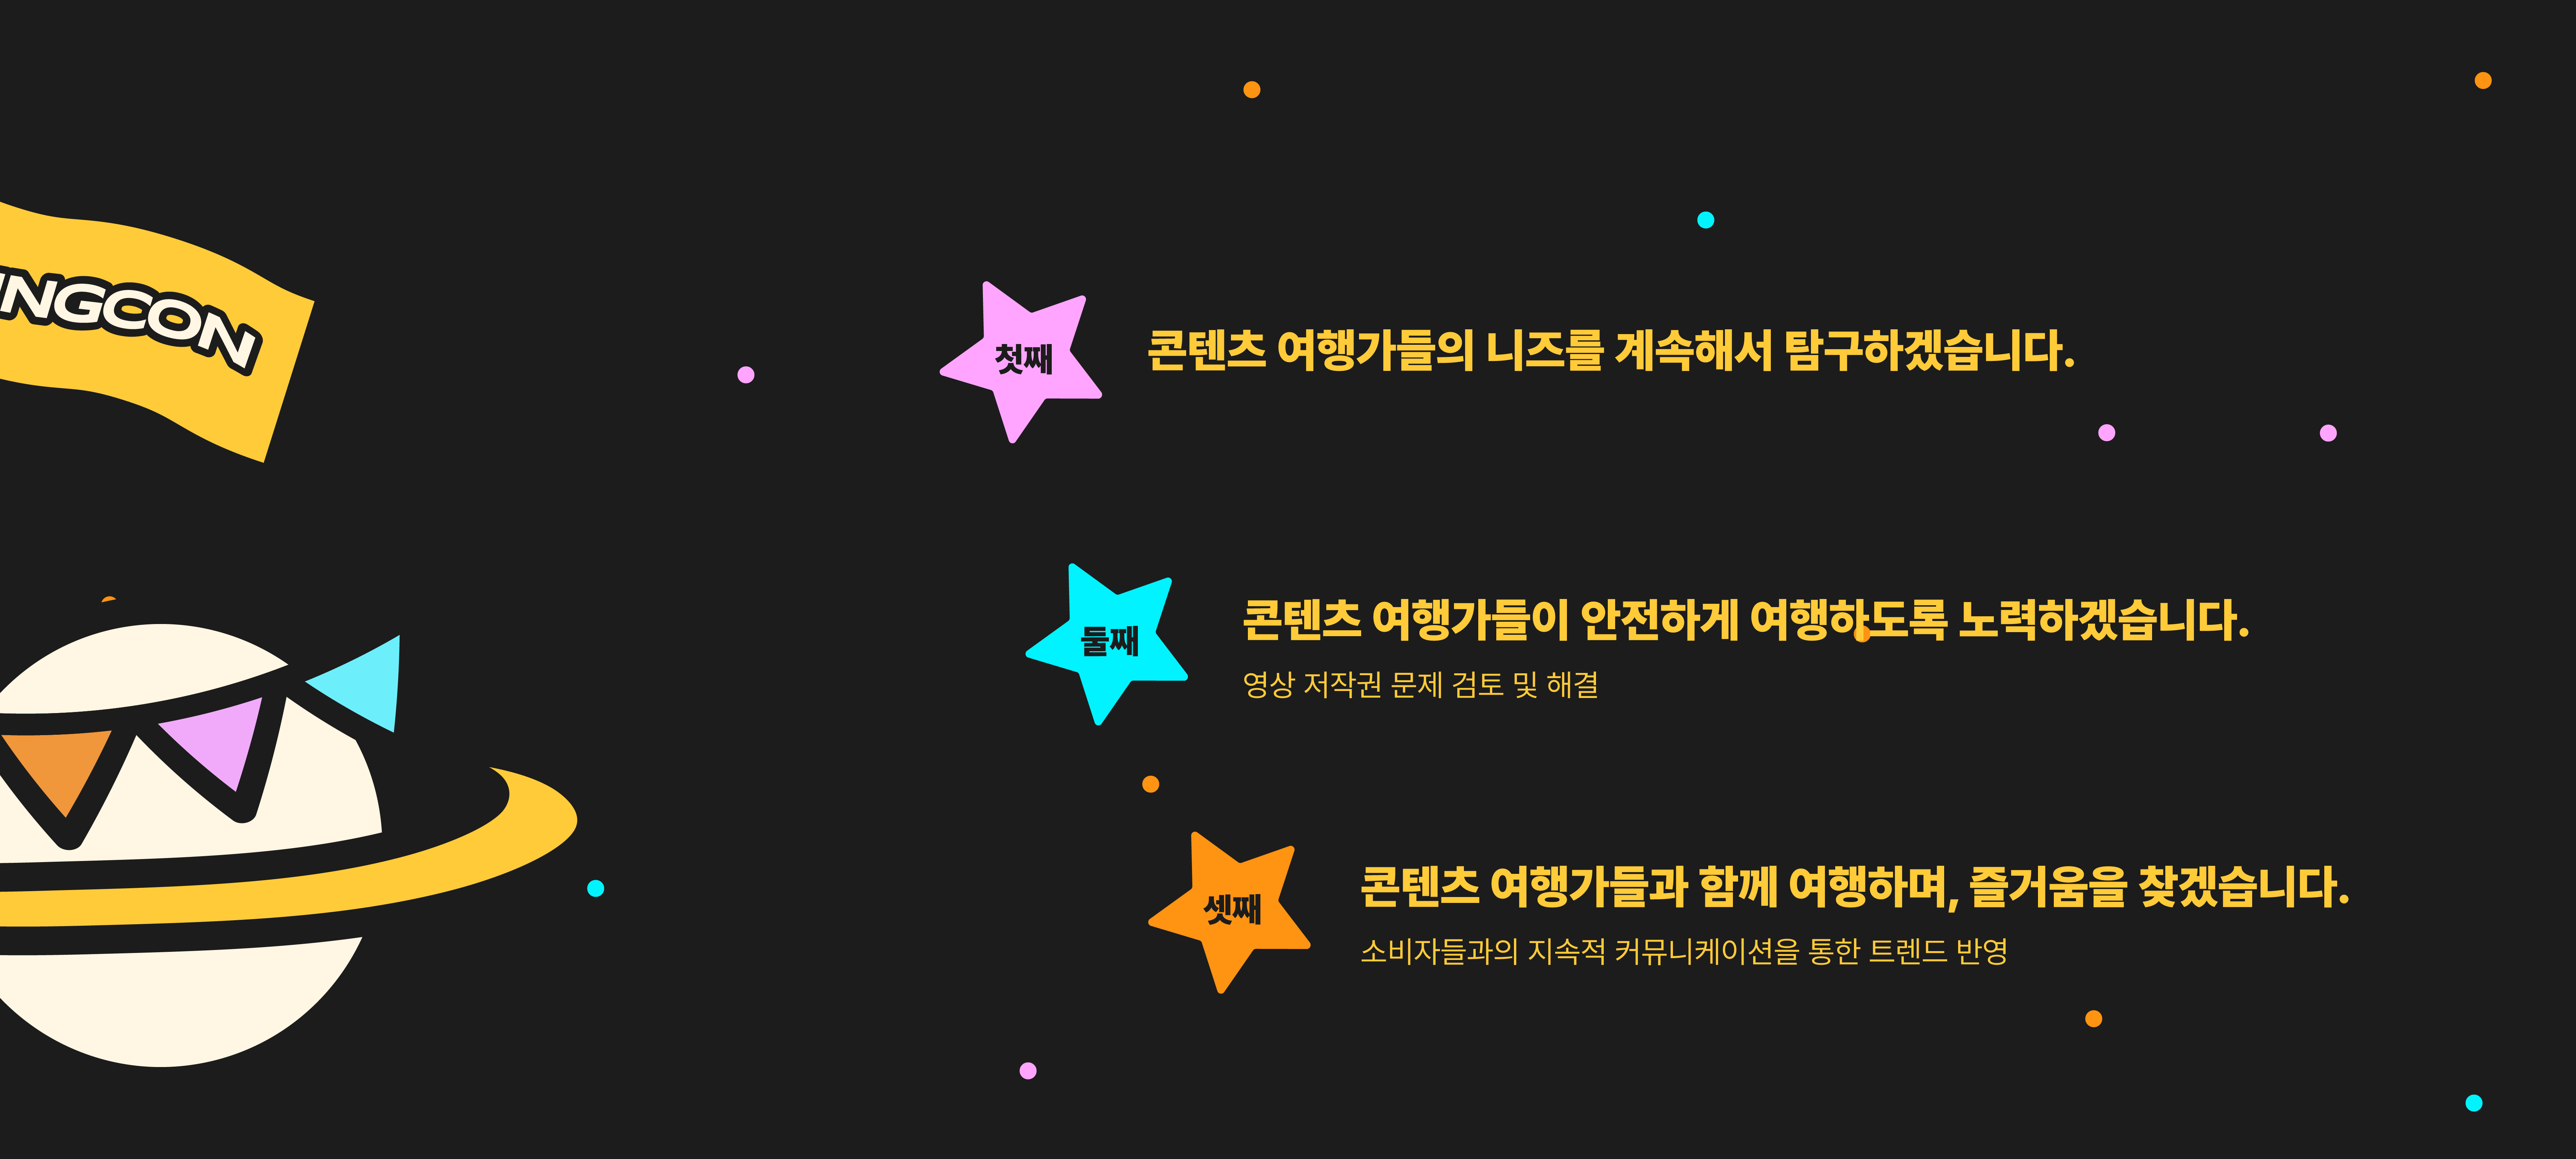 NGCON
첫째
콘텐츠 여행가들의 니즈를 계속해서 탐구하겠습니다.
둘째
콘텐츠 여행가들이 안전하게 여행하도록 노력하겠습니다.
영상 저작권 문제 검토 및 해결
셋째
콘텐츠 여행가들과 함께 여행하며, 즐거움을 찾겠습니다.
소비자들과의 지속적 커뮤니케이션을 통한 트렌드 반영